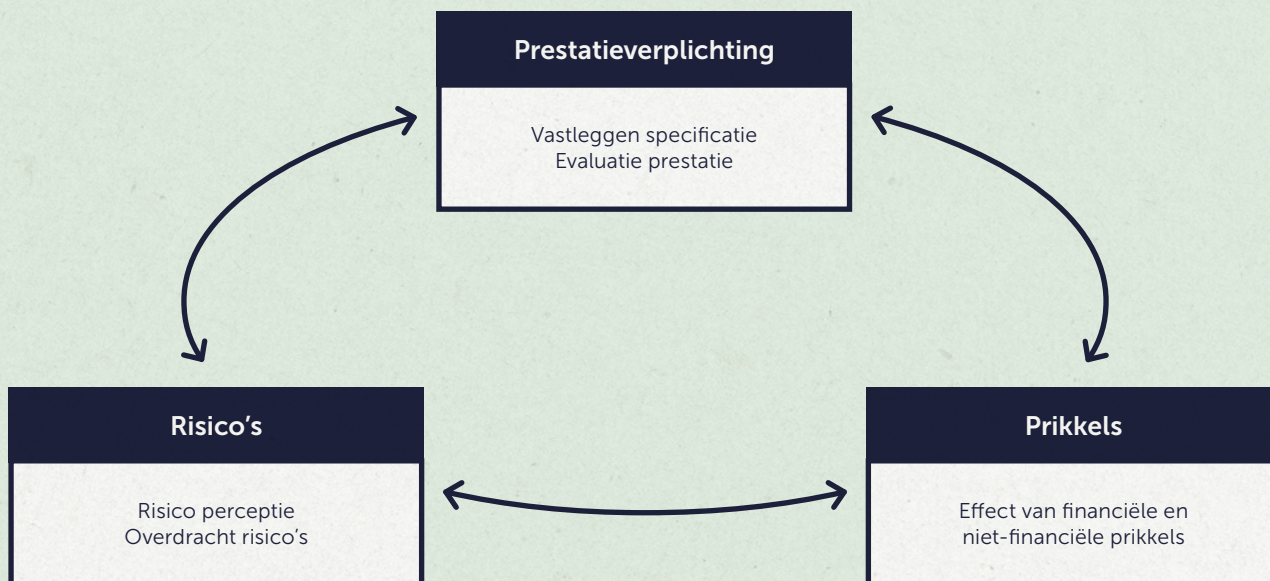 Prestatieverplichting
Vastleggen specificatie
Evaluatie prestatie
Risico’s
Risico perceptie
Overdracht risico’s
Prikkels
Effect van financiële en
niet-financiële prikkels